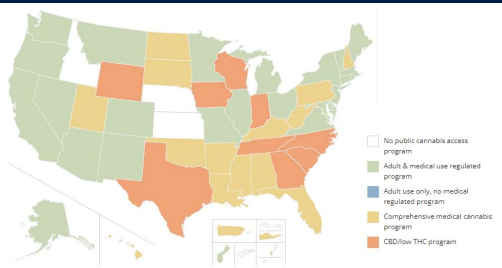 No public cannabis access
program
Adult & medical use regulated
program
Adult use only, no medical
regulated program
Comprehensive medical cannabis
program
CBD/low THC program